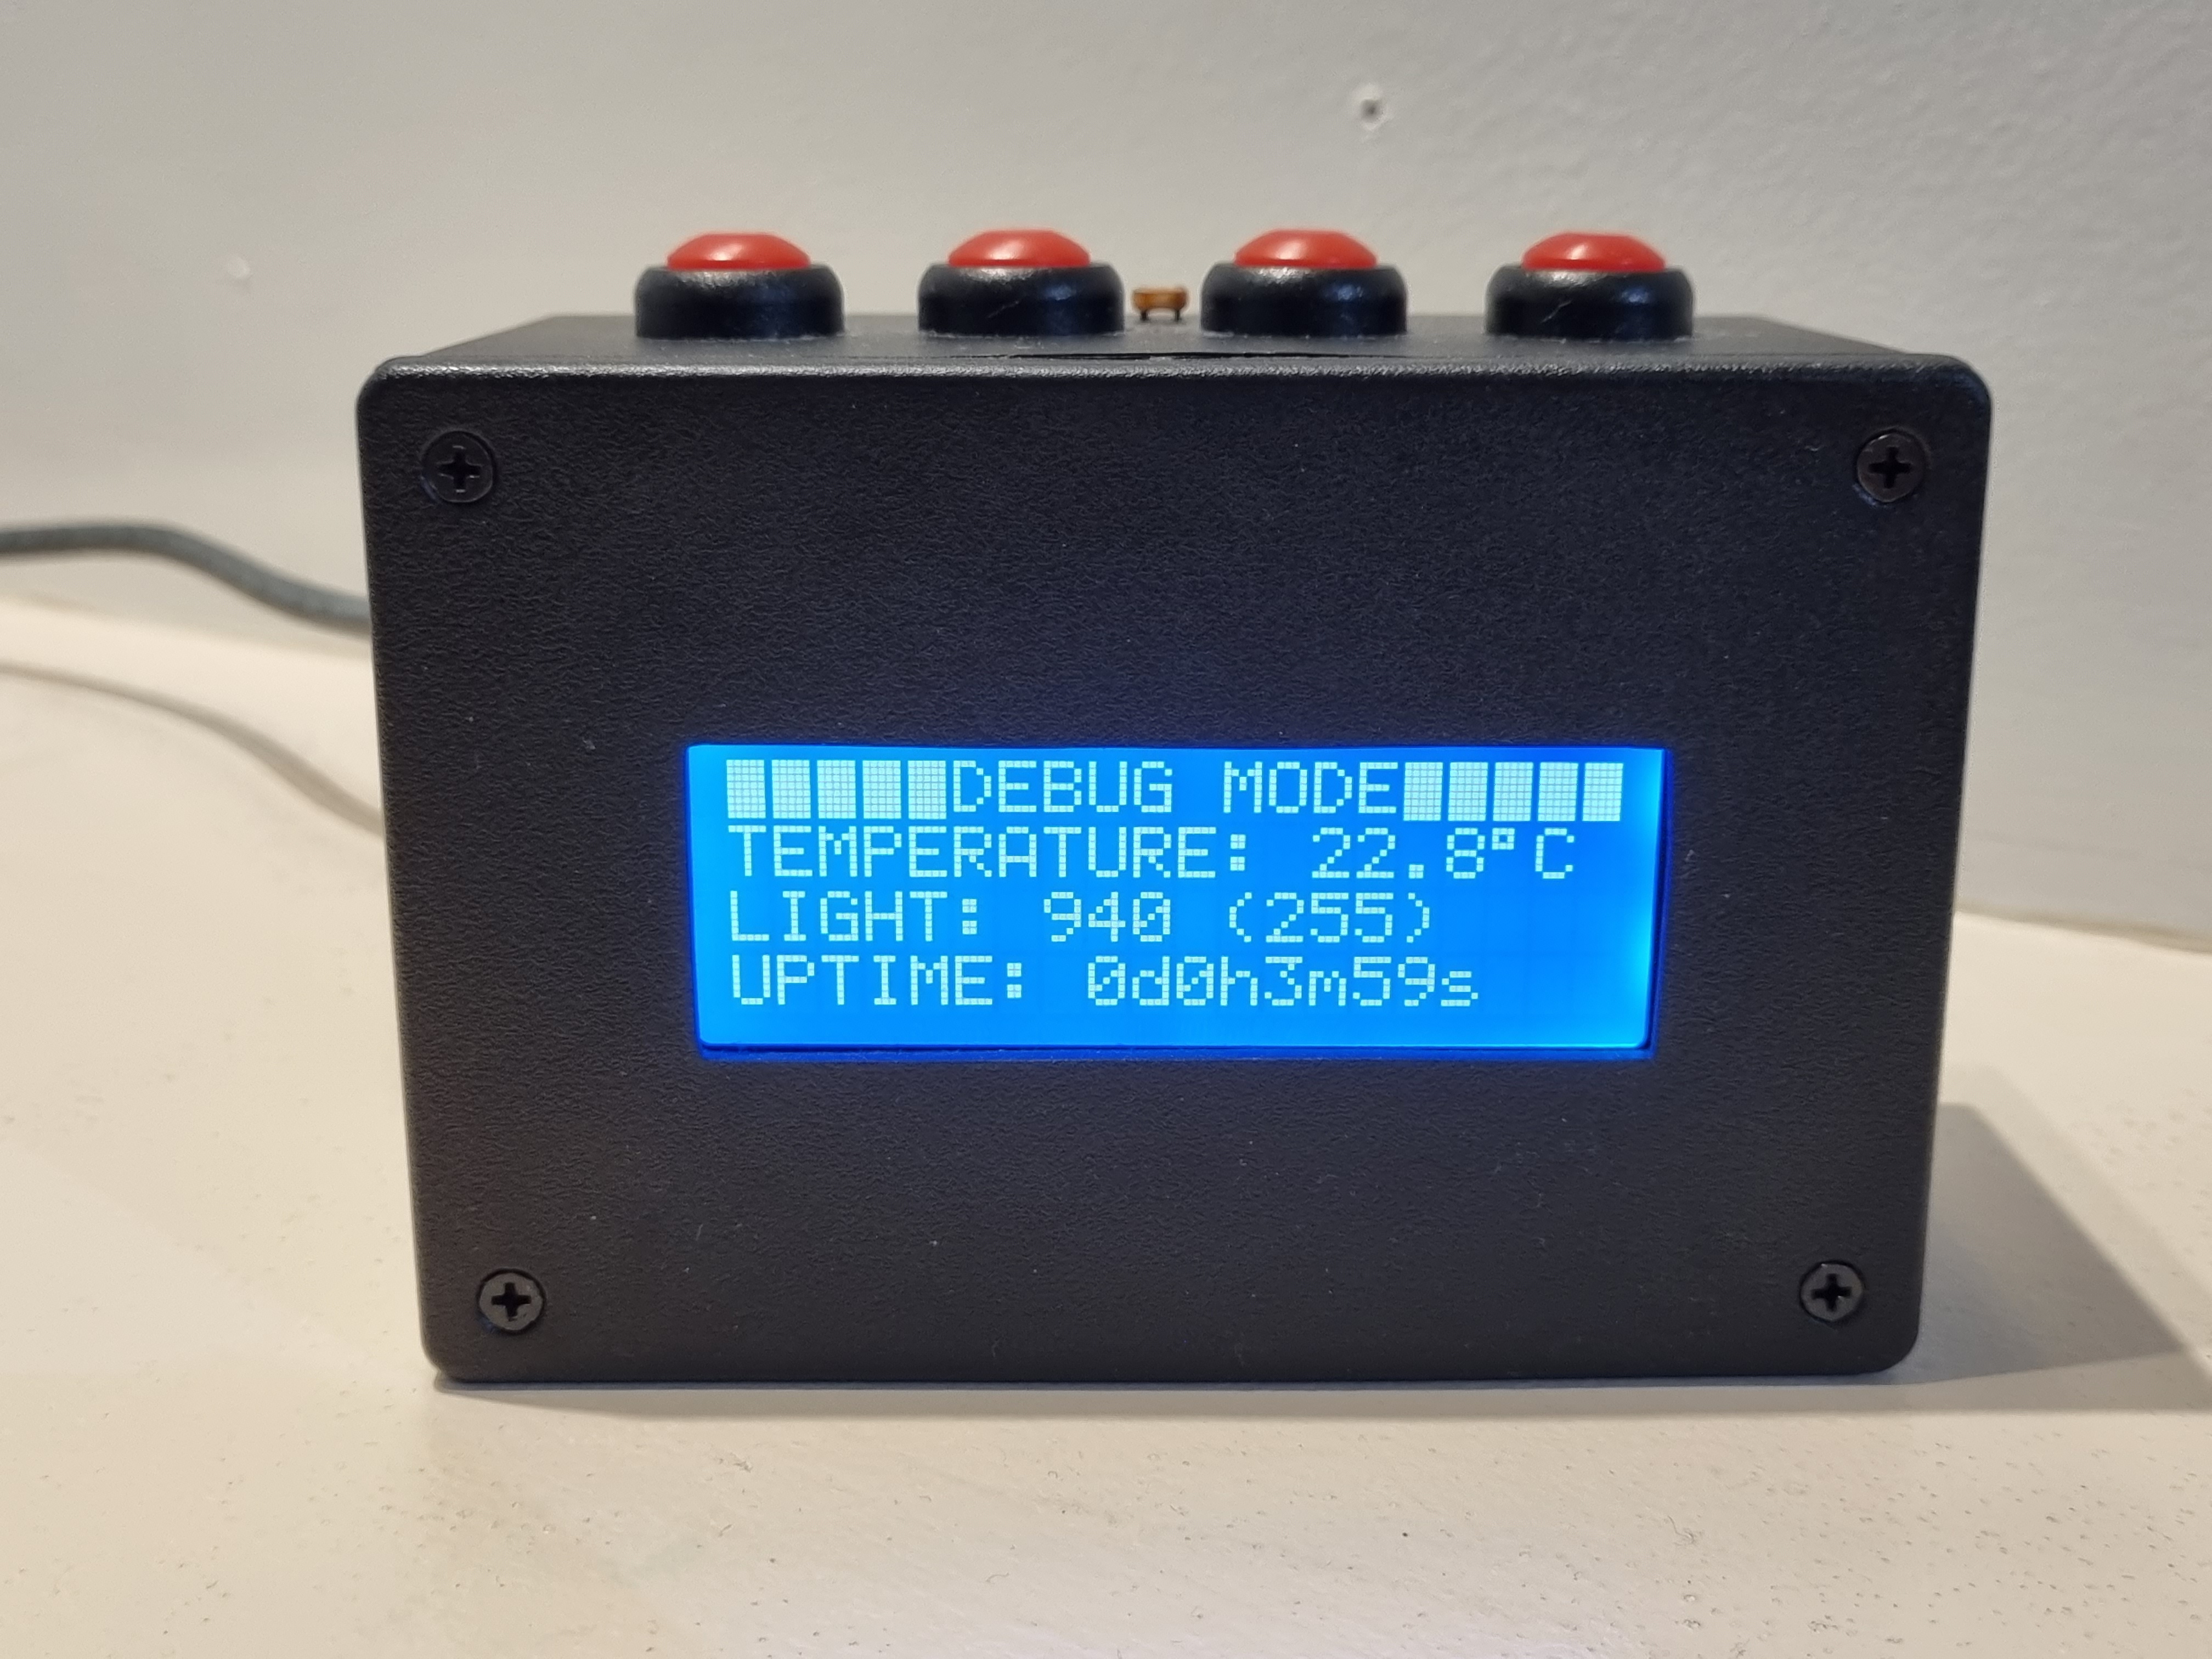 █████DEBUG MODE█████
TEMPERATURE: 22.8°C
LIGHT: 940 (255)
UPTIME: 0d0h3m59s